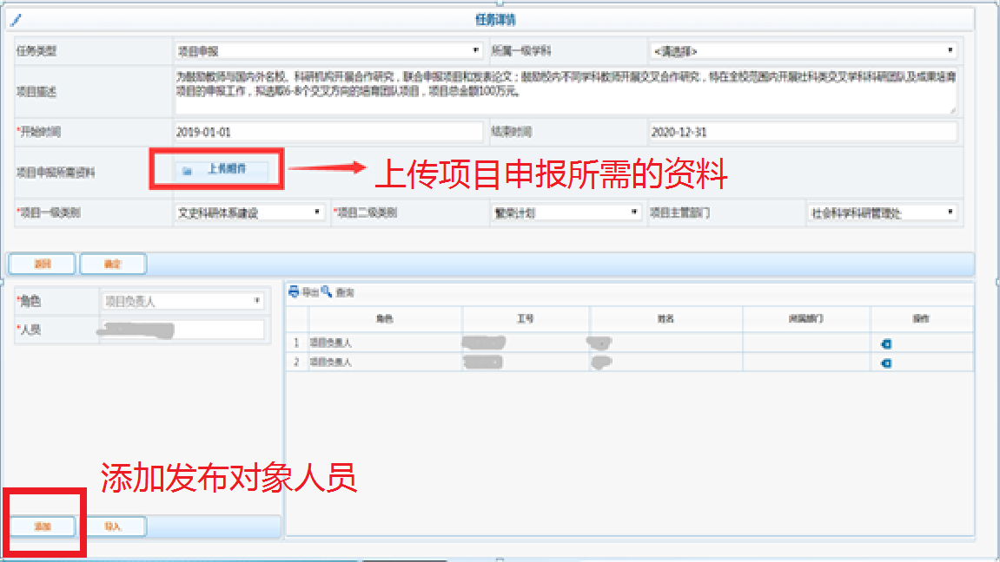 任务详情
任务类型 项目申报 所属一级学科 <请选择>
项目描述 为鼓励教师与国内外名校、科研机构开展合作研究，联合申报项目和发表论文；鼓励校内不同学科教师开展交叉合作研究，特在全校范围内开展社科类交叉学科科研团队及成果培育
项目的申报工作，拟选取6-8个交叉方向的培育团队项目，项目总金额100万元。
*开始时间 2019-01-01 结束时间 2020-12-31
项目申报所需资料 上传附件 上传项目申报所需的资料
*项目一级类别 文史科研体系建设 *项目二级类别 繁荣计划 项目主管部门 社会科学科研管理处
返回 确定
*角色 项目负责人
*人员
导出 查询
角色 工号 姓名 所属部门 操作
1 项目负责人
2 项目负责人
添加发布对象人员
添加 导入